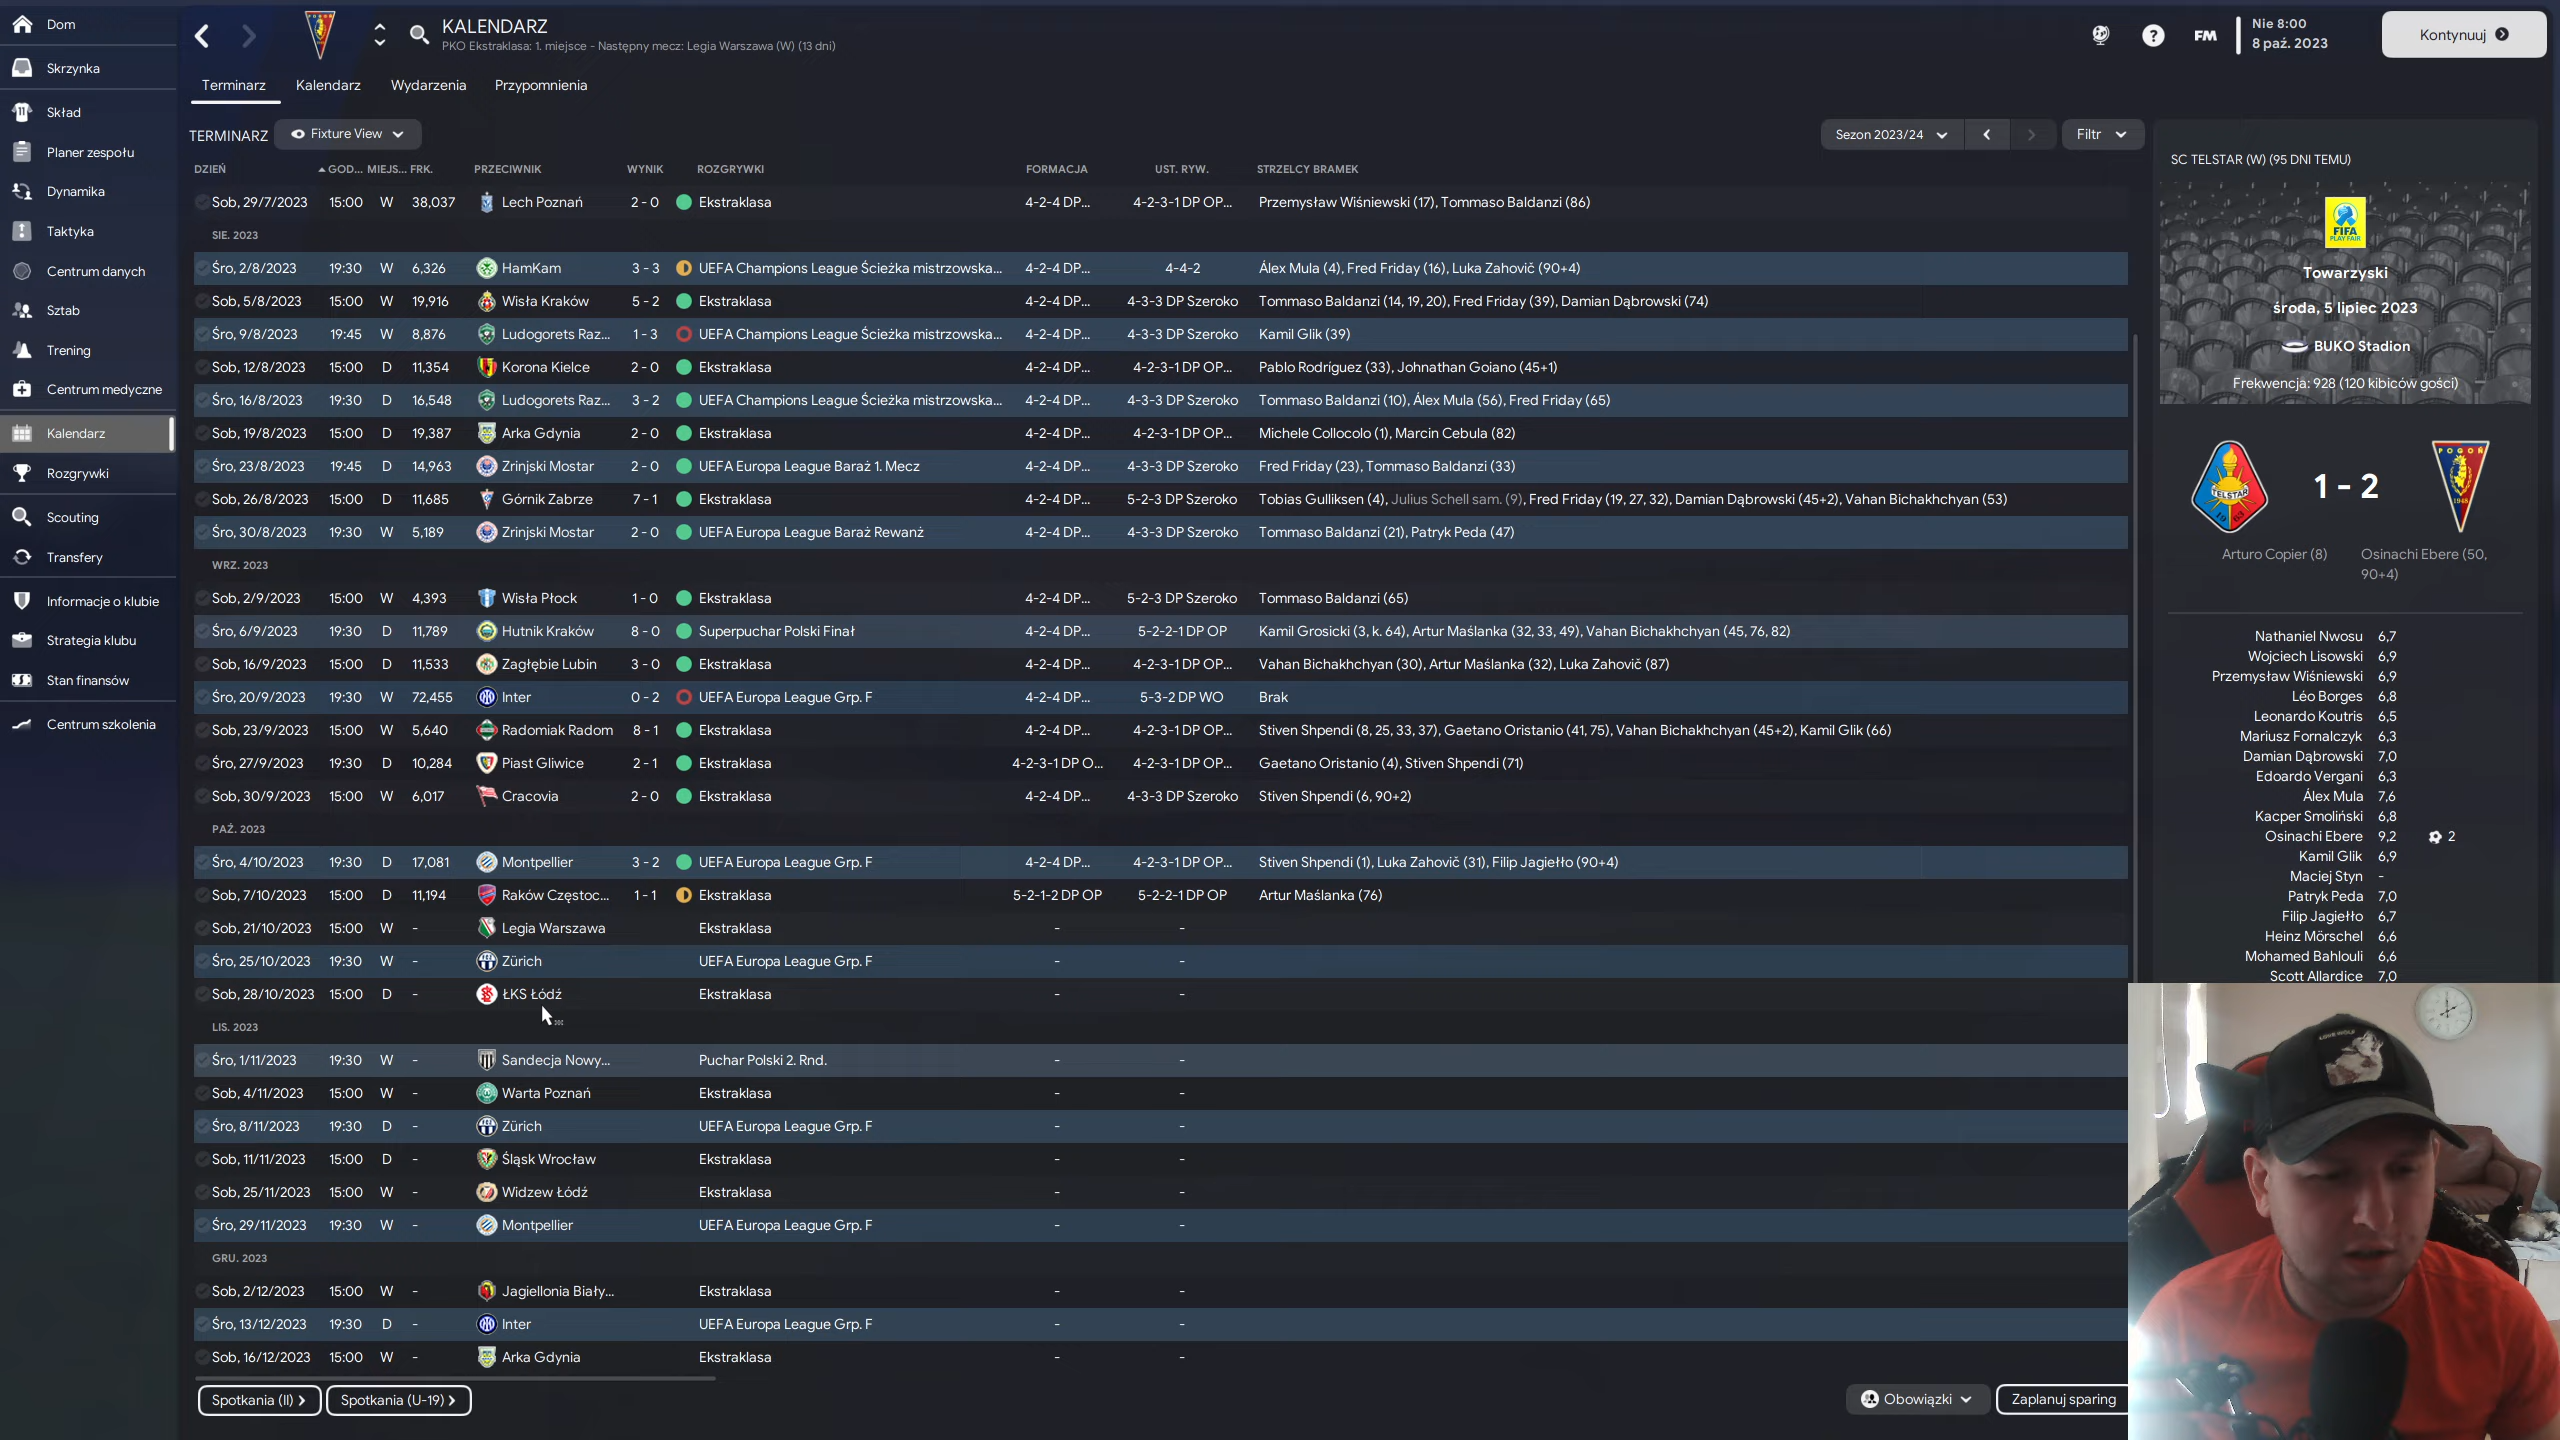 Dom
Skrzynka
Skład
Planer zespołu
Dynamika
Taktyka
Centrum danych
Sztab
Trening
Centrum medyczne
Kalendarz
Rozgrywki
Scouting
Transfery
Informacje o klubie
Strategia klubu
Stan finansów
Centrum szkolenia
KALENDARZ
PKO Ekstraklasa: 1. miejsce - Następny mecz: Legia Warszawa (W) (13 dni)
FM
Nie 8:00
8 paź. 2023
Kontynuuj
Terminarz Kalendarz Wydarzenia Przypomnienia
TERMINARZ Fixture View Sezon 2023/24 Filtr
DZIEŃ GOD... MIEJS... FRK. PRZECIWNIK WYNIK ROZGRYWKI FORMACJA UST. RYW. STRZELCY BRAMEK
Sob, 29/7/2023 15:00 W 38,037 Lech Poznań 2 - 0 Ekstraklasa 4-2-4 DP... 4-2-3-1 DP OP... Przemysław Wiśniewski (17), Tommaso Baldanzi (86)
SIE. 2023
Śro, 2/8/2023 19:30 W 6,326 HamKam 3 - 3 UEFA Champions League Ścieżka mistrzowska... 4-2-4 DP... 4-4-2 Álex Mula (4), Fred Friday (16), Luka Zahovič (90+4)
Sob, 5/8/2023 15:00 W 19,916 Wisła Kraków 5 - 2 Ekstraklasa 4-2-4 DP... 4-3-3 DP Szeroko Tommaso Baldanzi (14, 19, 20), Fred Friday (39), Damian Dąbrowski (74)
Śro, 9/8/2023 19:45 W 8,876 Ludogorets Raz... 1 - 3 UEFA Champions League Ścieżka mistrzowska... 4-2-4 DP... 4-3-3 DP Szeroko Kamil Glik (39)
Sob, 12/8/2023 15:00 D 11,354 Korona Kielce 2 - 0 Ekstraklasa 4-2-4 DP... 4-2-3-1 DP OP... Pablo Rodríguez (33), Johnathan Goiano (45+1)
Śro, 16/8/2023 19:30 D 16,548 Ludogorets Raz... 3 - 2 UEFA Champions League Ścieżka mistrzowska... 4-2-4 DP... 4-3-3 DP Szeroko Tommaso Baldanzi (10), Álex Mula (56), Fred Friday (65)
Sob, 19/8/2023 15:00 D 19,387 Arka Gdynia 2 - 0 Ekstraklasa 4-2-4 DP... 4-2-3-1 DP OP... Michele Collocolo (1), Marcin Cebula (82)
Śro, 23/8/2023 19:45 D 14,963 Zrinjski Mostar 2 - 0 UEFA Europa League Baraż 1. Mecz 4-2-4 DP... 4-3-3 DP Szeroko Fred Friday (23), Tommaso Baldanzi (33)
Sob, 26/8/2023 15:00 D 11,685 Górnik Zabrze 7 - 1 Ekstraklasa 4-2-4 DP... 5-2-3 DP Szeroko Tobias Gulliksen (4), Julius Schell sam. (9), Fred Friday (19, 27, 32), Damian Dąbrowski (45+2), Vahan Bichakhchyan (53)
Śro, 30/8/2023 19:30 W 5,189 Zrinjski Mostar 2 - 0 UEFA Europa League Baraż Rewanż 4-2-4 DP... 4-3-3 DP Szeroko Tommaso Baldanzi (21), Patryk Peda (47)
WRZ. 2023
Sob, 2/9/2023 15:00 W 4,393 Wisła Płock 1 - 0 Ekstraklasa 4-2-4 DP... 5-2-3 DP Szeroko Tommaso Baldanzi (65)
Śro, 6/9/2023 19:30 D 11,789 Hutnik Kraków 8 - 0 Superpuchar Polski Finał 4-2-4 DP... 5-2-2-1 DP OP Kamil Grosicki (3, k. 64), Artur Maślanka (32, 33, 49), Vahan Bichakhchyan (45, 76, 82)
Sob, 16/9/2023 15:00 D 11,533 Zagłębie Lubin 3 - 0 Ekstraklasa 4-2-4 DP... 4-2-3-1 DP OP... Vahan Bichakhchyan (30), Artur Maślanka (32), Luka Zahovič (87)
Śro, 20/9/2023 19:30 W 72,455 Inter 0 - 2 UEFA Europa League Grp. F 4-2-4 DP... 5-3-2 DP WO Brak
Sob, 23/9/2023 15:00 W 5,640 Radomiak Radom 8 - 1 Ekstraklasa 4-2-4 DP... 4-2-3-1 DP OP... Stiven Shpendi (8, 25, 33, 37), Gaetano Oristanio (41, 75), Vahan Bichakhchyan (45+2), Kamil Glik (66)
Śro, 27/9/2023 19:30 D 10,284 Piast Gliwice 2 - 1 Ekstraklasa 4-2-3-1 DP O... 4-2-3-1 DP OP... Gaetano Oristanio (4), Stiven Shpendi (71)
Sob, 30/9/2023 15:00 W 6,017 Cracovia 2 - 0 Ekstraklasa 4-2-4 DP... 4-3-3 DP Szeroko Stiven Shpendi (6, 90+2)
PAŹ. 2023
Śro, 4/10/2023 19:30 D 17,081 Montpellier 3 - 2 UEFA Europa League Grp. F 4-2-4 DP... 4-2-3-1 DP OP... Stiven Shpendi (1), Luka Zahovič (31), Filip Jagiełło (90+4)
Sob, 7/10/2023 15:00 D 11,194 Raków Częstoc... 1 - 1 Ekstraklasa 5-2-1-2 DP OP 5-2-2-1 DP OP Artur Maślanka (76)
Sob, 21/10/2023 15:00 W - Legia Warszawa Ekstraklasa - -
Śro, 25/10/2023 19:30 W - Zürich UEFA Europa League Grp. F - -
Sob, 28/10/2023 15:00 D - ŁKS Łódź Ekstraklasa - -
LIS. 2023
Śro, 1/11/2023 19:30 W - Sandecja Nowy... Puchar Polski 2. Rnd. - -
Sob, 4/11/2023 15:00 W - Warta Poznań Ekstraklasa - -
Śro, 8/11/2023 19:30 D - Zürich UEFA Europa League Grp. F - -
Sob, 11/11/2023 15:00 D - Śląsk Wrocław Ekstraklasa - -
Sob, 25/11/2023 15:00 W - Widzew Łódź Ekstraklasa - -
Śro, 29/11/2023 19:30 W - Montpellier UEFA Europa League Grp. F - -
GRU. 2023
Sob, 2/12/2023 15:00 W - Jagiellonia Biały... Ekstraklasa - -
Śro, 13/12/2023 19:30 D - Inter UEFA Europa League Grp. F - -
Sob, 16/12/2023 15:00 W - Arka Gdynia Ekstraklasa - -
Spotkania (II) Spotkania (U-19) Obowiązki Zaplanuj sparing
SC TELSTAR (W) (95 DNI TEMU)
FIFA
PLAY FAIR
Towarzyski
środa, 5 lipiec 2023
BUKO Stadion
Frekwencja: 928 (120 kibiców gości)
TELSTAR
POGOŃ
1948
1 - 2
Arturo Copier (8) Osinachi Ebere (50,
90+4)
Nathaniel Nwosu 6,7
Wojciech Lisowski 6,9
Przemysław Wiśniewski 6,9
Léo Borges 6,8
Leonardo Koutris 6,5
Mariusz Fornalczyk 6,3
Damian Dąbrowski 7,0
Edoardo Vergani 6,3
Álex Mula 7,6
Kacper Smoliński 6,8
Osinachi Ebere 9,2 2
Kamil Glik 6,9
Maciej Styn -
Patryk Peda 7,0
Filip Jagiełło 6,7
Heinz Mörschel 6,6
Mohamed Bahlouli 6,6
Scott Allardice 7,0
LONE WOLF